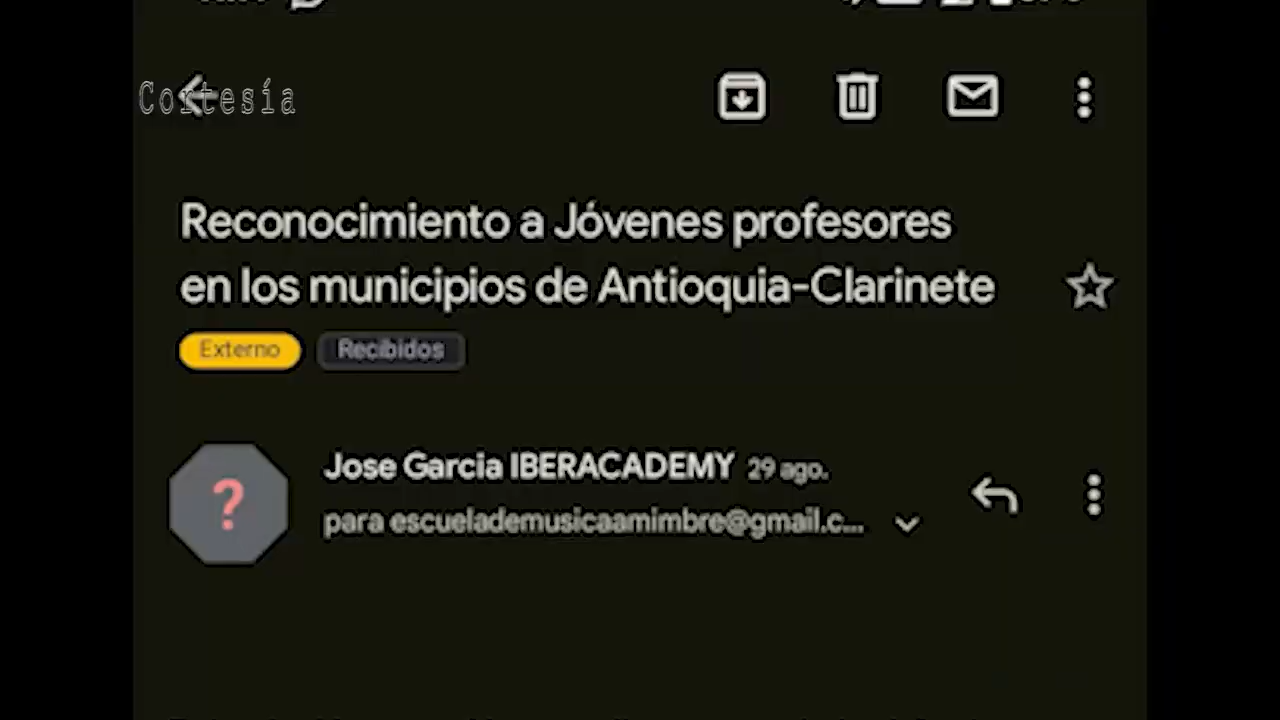 Cortesía
Reconocimiento a Jóvenes profesores
en los municipios de Antioquia-Clarinete
Externo Recibidos
Jose Garcia IBERACADEMY 29 ago.
para escuelademusicaamimbre@gmail.c...